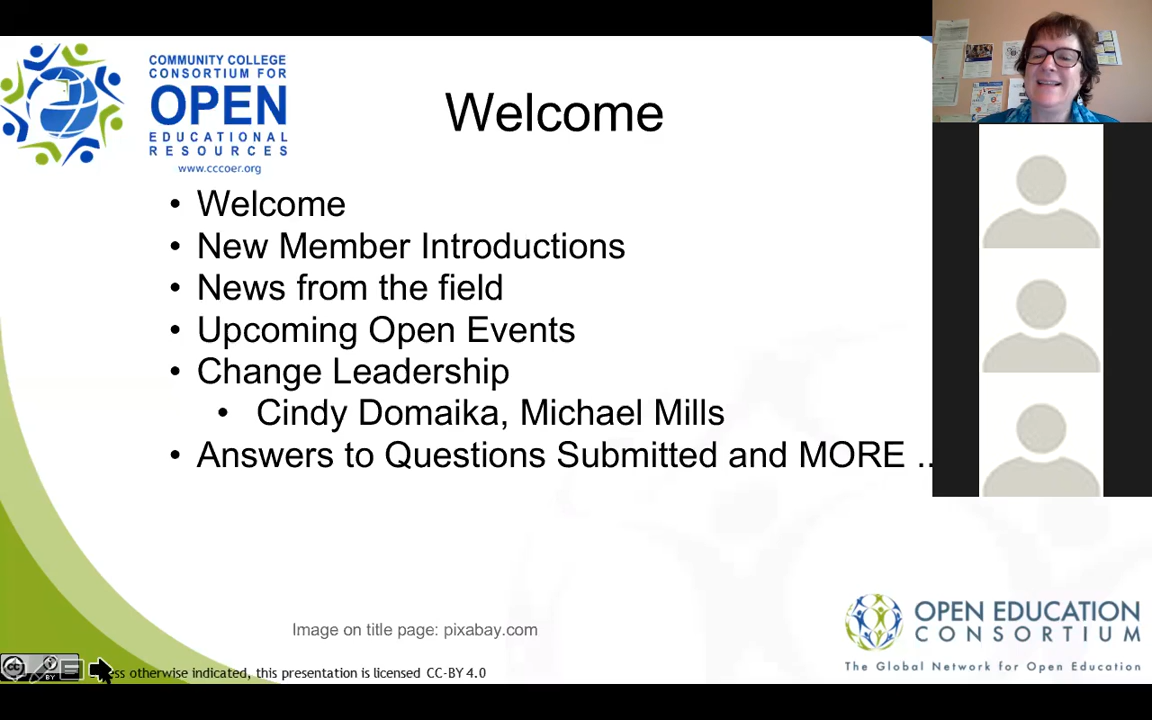 COMMUNITY COLLEGE
CONSORTIUM FOR
OPEN
EDUCATIONAL
RESOURCES
www.cccoer.org
Welcome
• Welcome
• New Member Introductions
• News from the field
• Upcoming Open Events
• Change Leadership
• Cindy Domaika, Michael Mills
• Answers to Questions Submitted and MORE ..
Image on title page: pixabay.com
OPEN EDUCATION
CONSORTIUM
The Global Network for Open Education
cc
BY
otherwise indicated, this presentation is licensed CC-BY 4.0